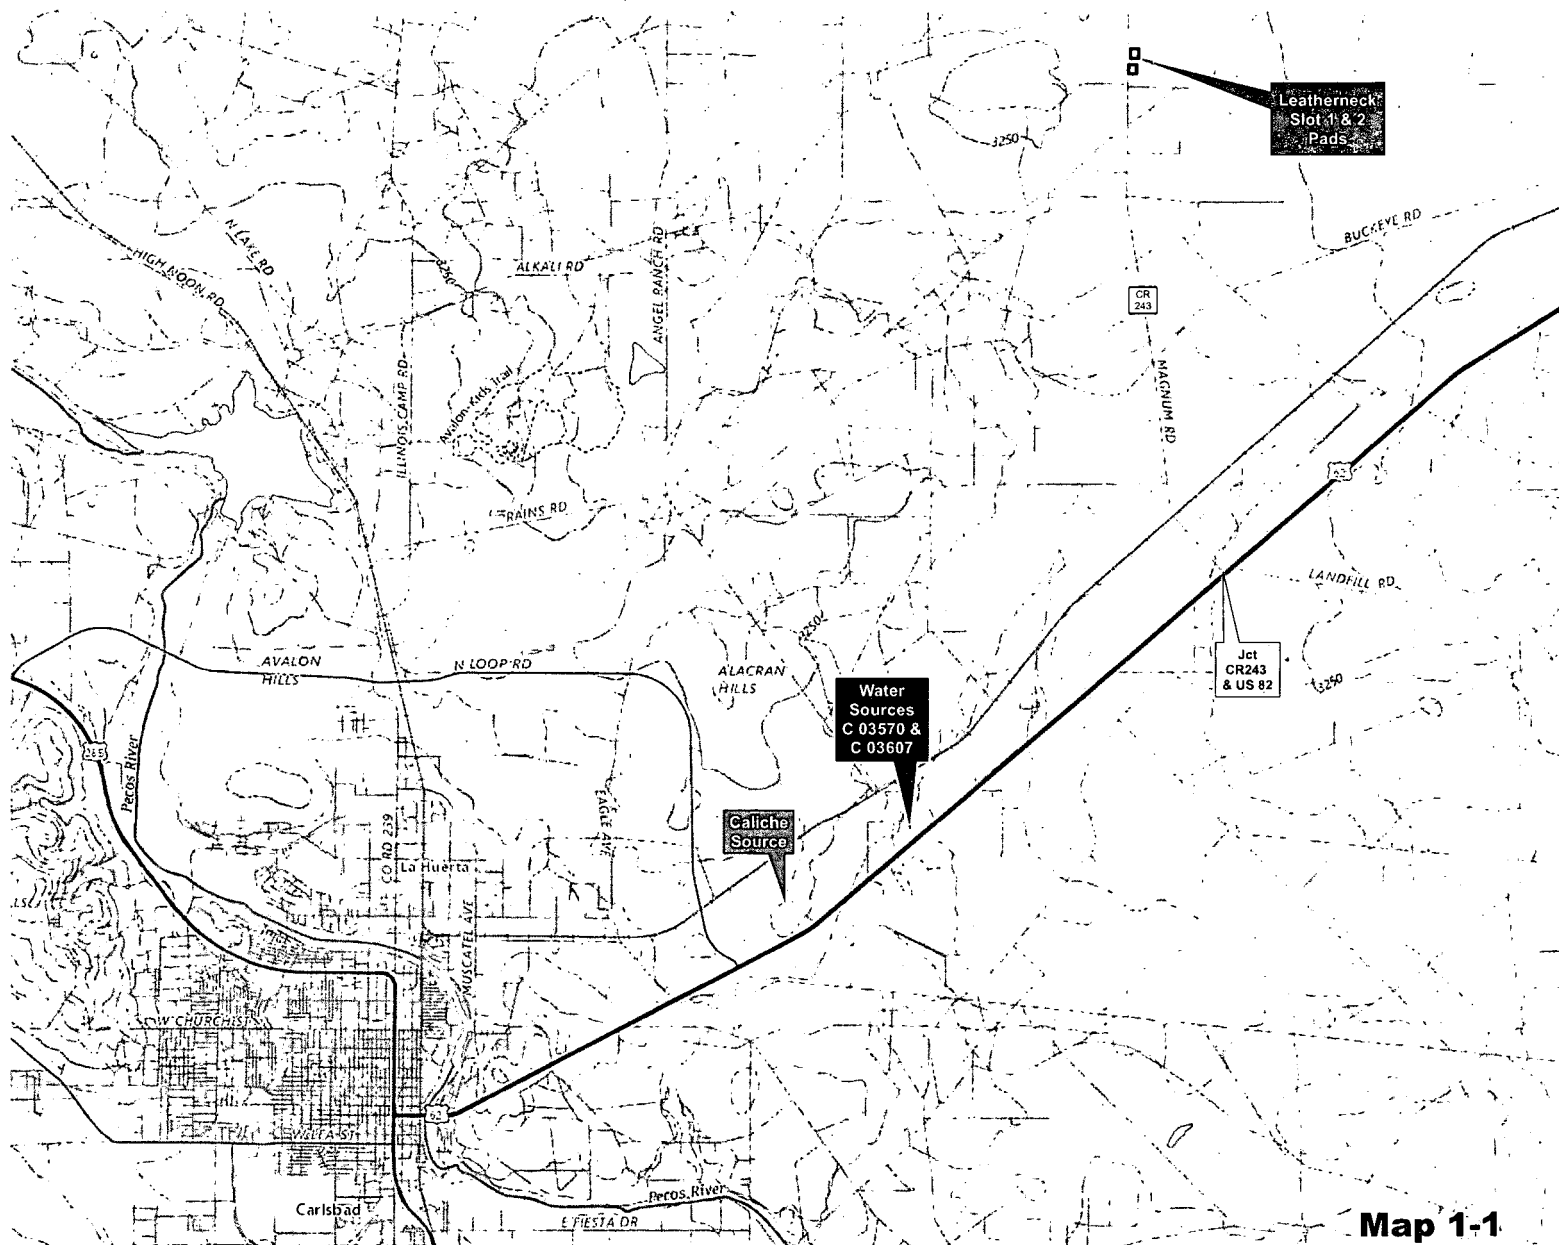 Leatherneck
Slot 1 & 2
Pads
3250
N LAKE RD
HIGH NOON RD
3250
ALKALI RD
ANGEL RANCH RD
BUCKEYE RD
CR
243
MAGNUM RD
ILLINOIS CAMP RD
Avalon-Kids Trail
RAINS RD
LANDFILL RD
3250
AVALON
HILLS
N LOOP RD
ALACRAN
HILLS
Jct
CR243
& US 82
3250
Water
Sources
C 03570 &
C 03607
285
Pecos River
EAGLE AVE
Caliche
Source
CO RD 239
La Huerta
MUSCATEL AVE
W CHURCH ST
62
Carlsbad
Pecos River
E FIESTA DR
Map 1-1